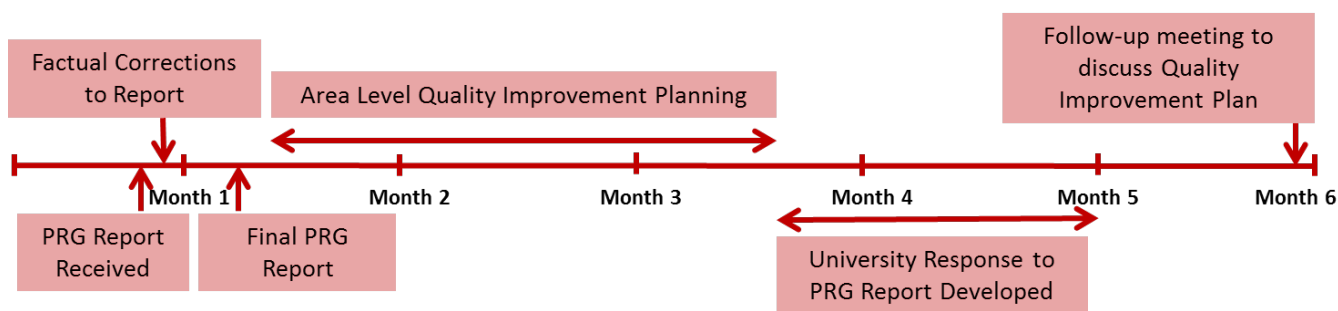 Factual Corrections
to Report
Area Level Quality Improvement Planning
Follow-up meeting to
discuss Quality
Improvement Plan
Month 1
Month 2
Month 3
Month 4
Month 5
Month 6
PRG Report
Received
Final PRG
Report
University Response to
PRG Report Developed